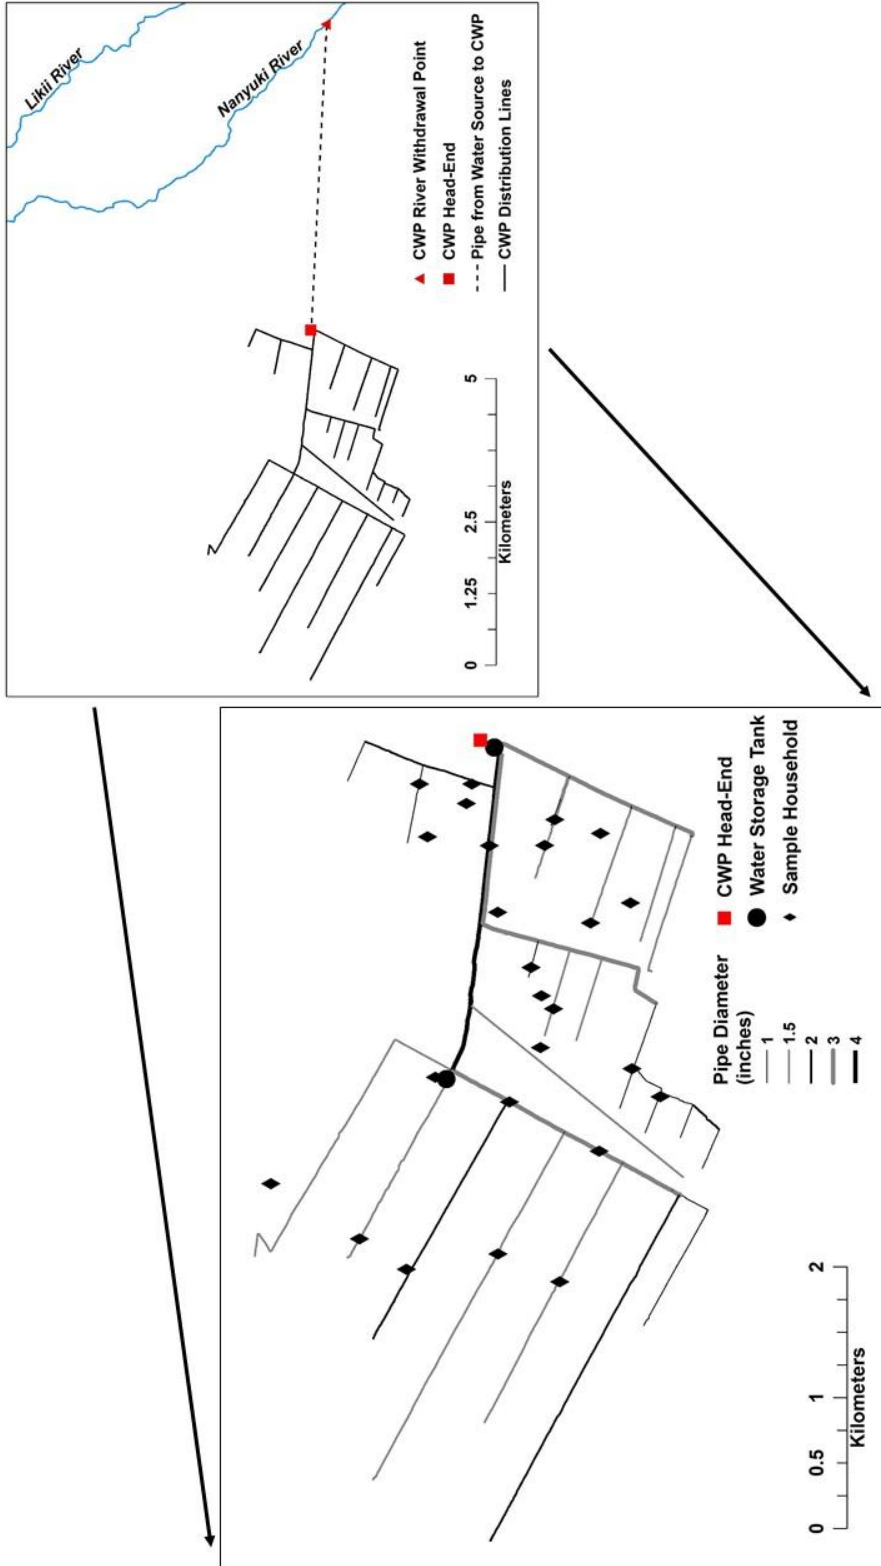 Likii River
Nanyuki River
CWP River Withdrawal Point
CWP Head-End
Pipe from Water Source to CWP
CWP Distribution Lines
0 1.25 2.5 5
Kilometers
Pipe Diameter
(inches)
1
1.5
2
3
4
CWP Head-End
Water Storage Tank
Sample Household
0 0.5 1 2
Kilometers